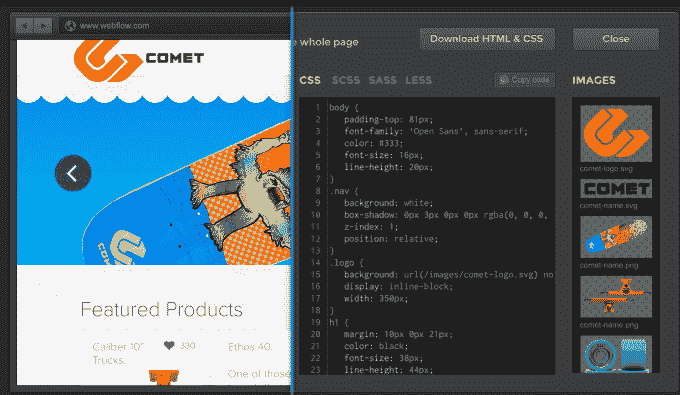 www.webflow.com
COMET
Featured Products
Caliber 10"
Trucks.
330
Ethos 40.
One of those
e whole page
Download HTML & CSS
Close
CSS SCSS SASS LESS
Copy code
1 body {
2 padding-top: 81px;
3 font-family: 'Open Sans', sans-serif;
4 color: #333;
5 font-size: 16px;
6 line-height: 20px;
7 }
8 .nav {
9 background: white;
10 box-shadow: 0px 3px 0px 0px rgba(0, 0, 0,
11 z-index: 1;
12 position: relative;
13 }
14 .logo {
15 background: url(/images/comet-logo.svg) no
16 display: inline-block;
17 width: 350px;
18 }
19 h1 {
20 margin: 10px 0px 21px;
21 color: black;
22 font-size: 38px;
23 line-height: 44px;
IMAGES
comet-logo.svg
COMET
comet-name.svg
comet-name.png
comet-name.png